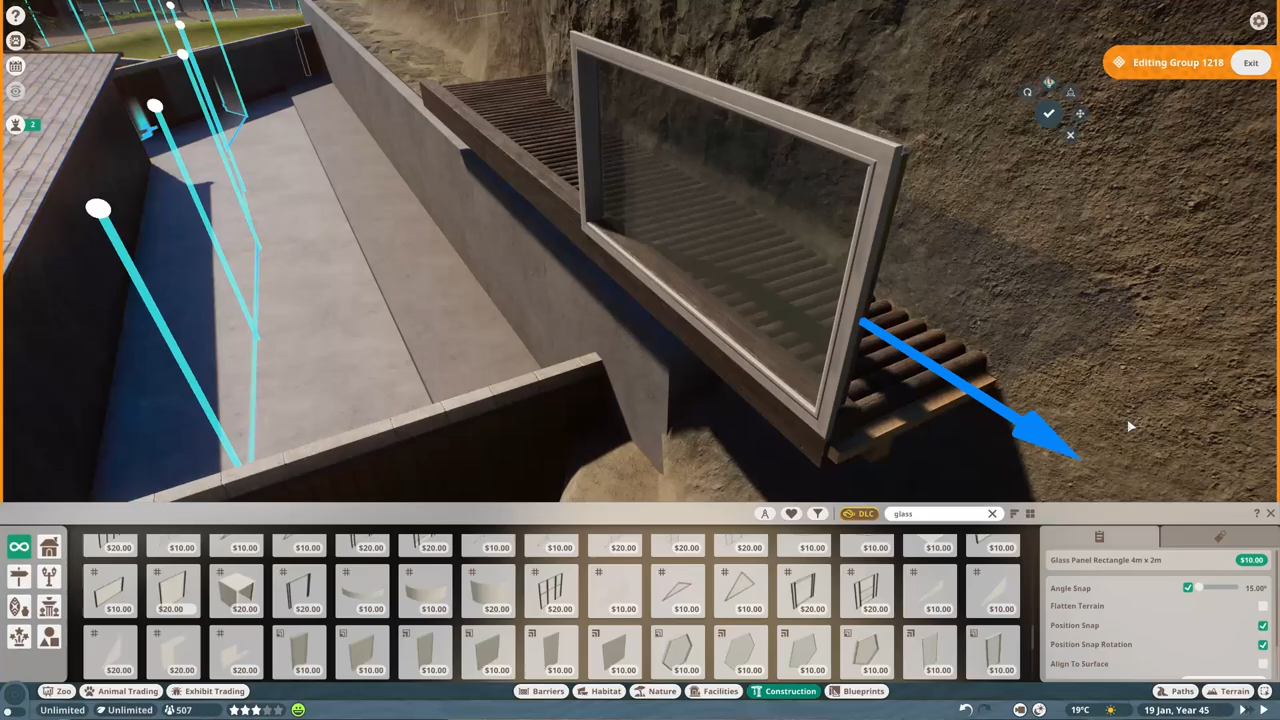 Editing Group 1218
Exit
2
DLC
glass
$20.00 $10.00 $10.00 $10.00 $20.00 $20.00 $10.00 $10.00 $20.00 $20.00 $20.00 $10.00 $20.00 $10.00 $10.00
$10.00 $20.00 $20.00 $20.00 $10.00 $10.00 $20.00 $20.00 $10.00 $10.00 $10.00 $20.00 $20.00 $10.00 $10.00
$20.00 $20.00 $20.00 $10.00 $10.00 $10.00 $10.00 $10.00 $10.00 $10.00 $10.00 $10.00 $10.00 $10.00 $10.00
Glass Panel Rectangle 4m x 2m
$10.00
Angle Snap
15.00°
Flatten Terrain
Position Snap
Position Snap Rotation
Align To Surface
Zoo
Animal Trading
Exhibit Trading
Barriers
Habitat
Nature
Facilities
Construction
Blueprints
Paths
Terrain
Unlimited
Unlimited
507
19°C
19 Jan, Year 45